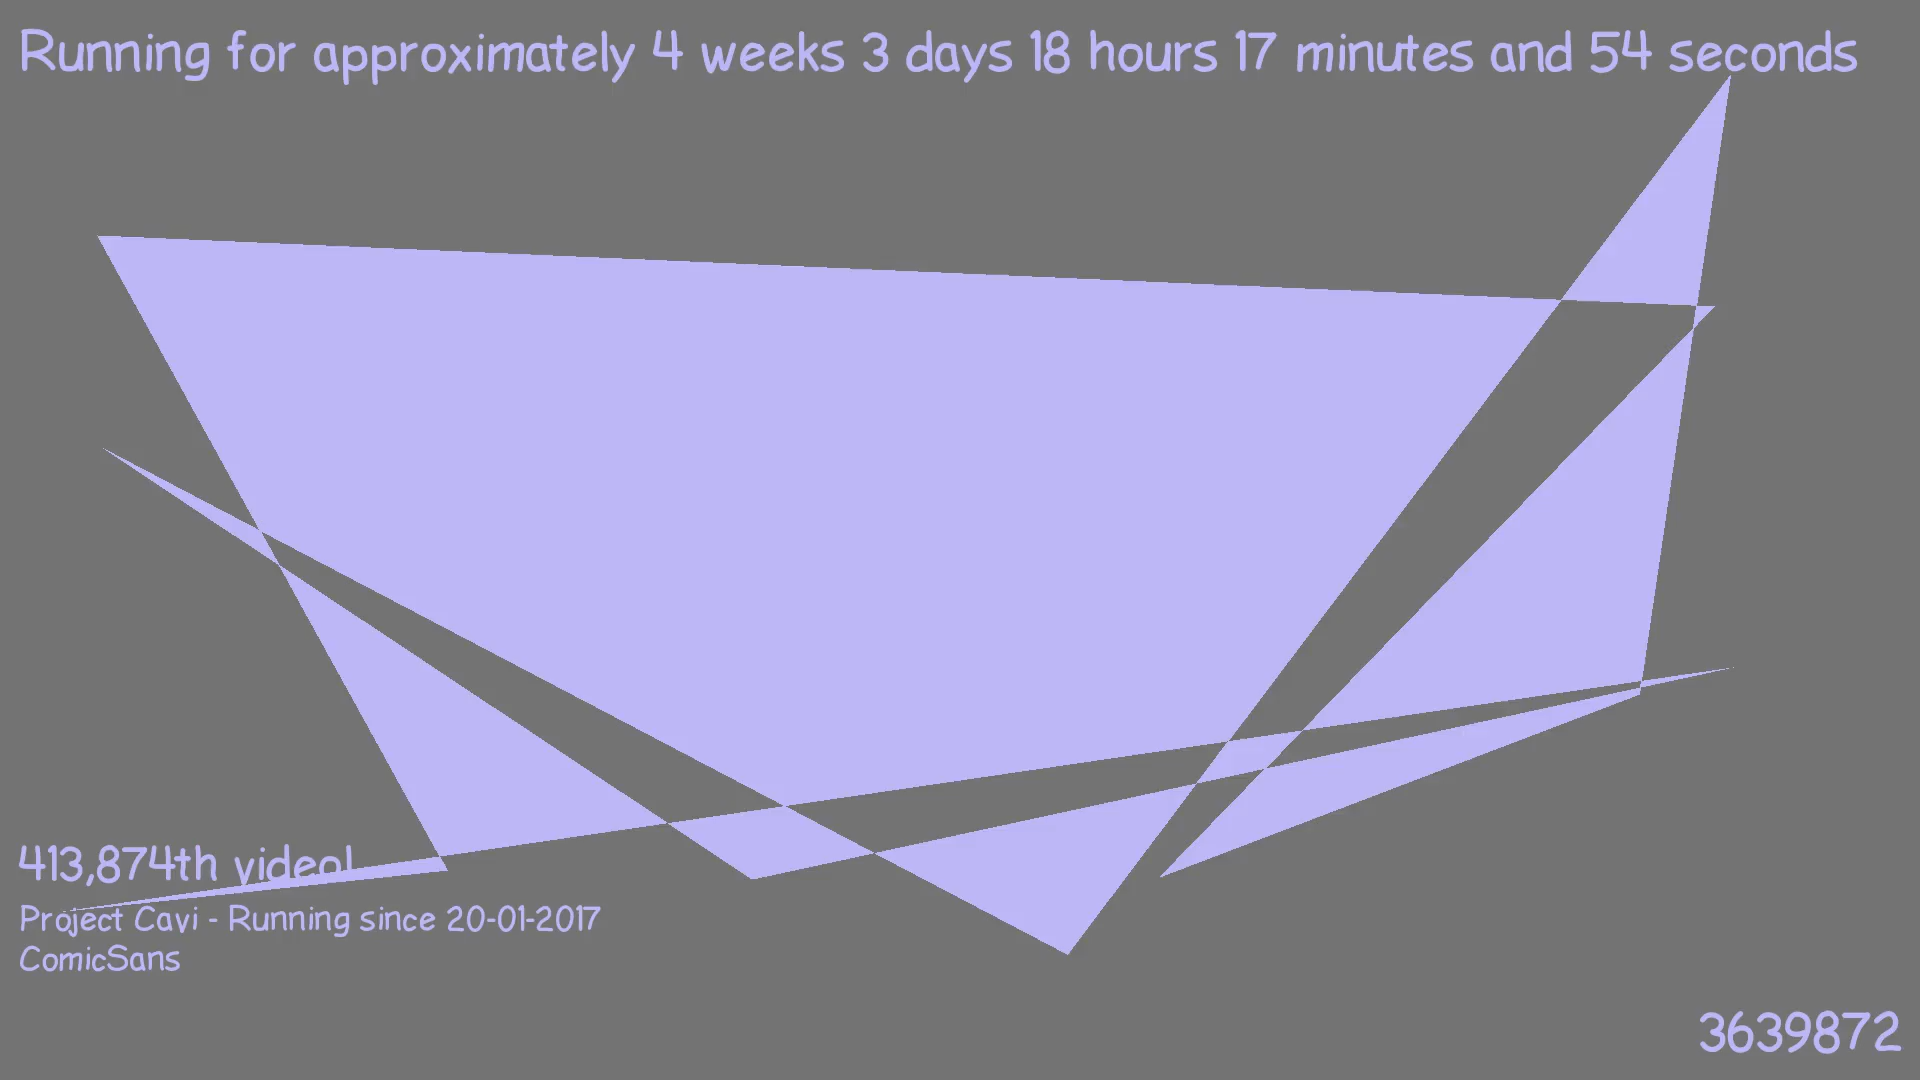 Running for approximately 4 weeks 3 days 18 hours 17 minutes and 54 seconds
413,874th video!
Project Cavi - Running since 20-01-2017
ComicSans
3639872